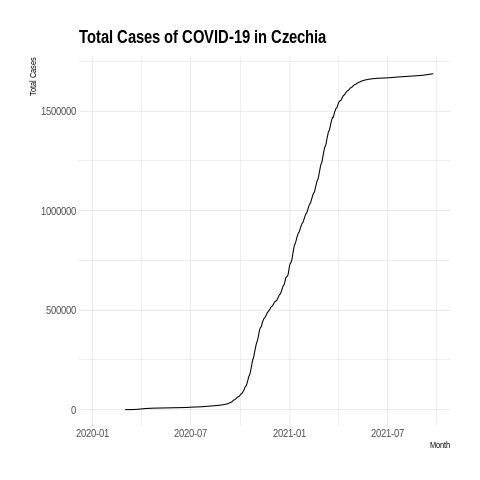 Total Cases of COVID-19 in Czechia
Total Cases
1500000
1000000
500000
0
2020-01 2020-07 2021-01 2021-07
Month